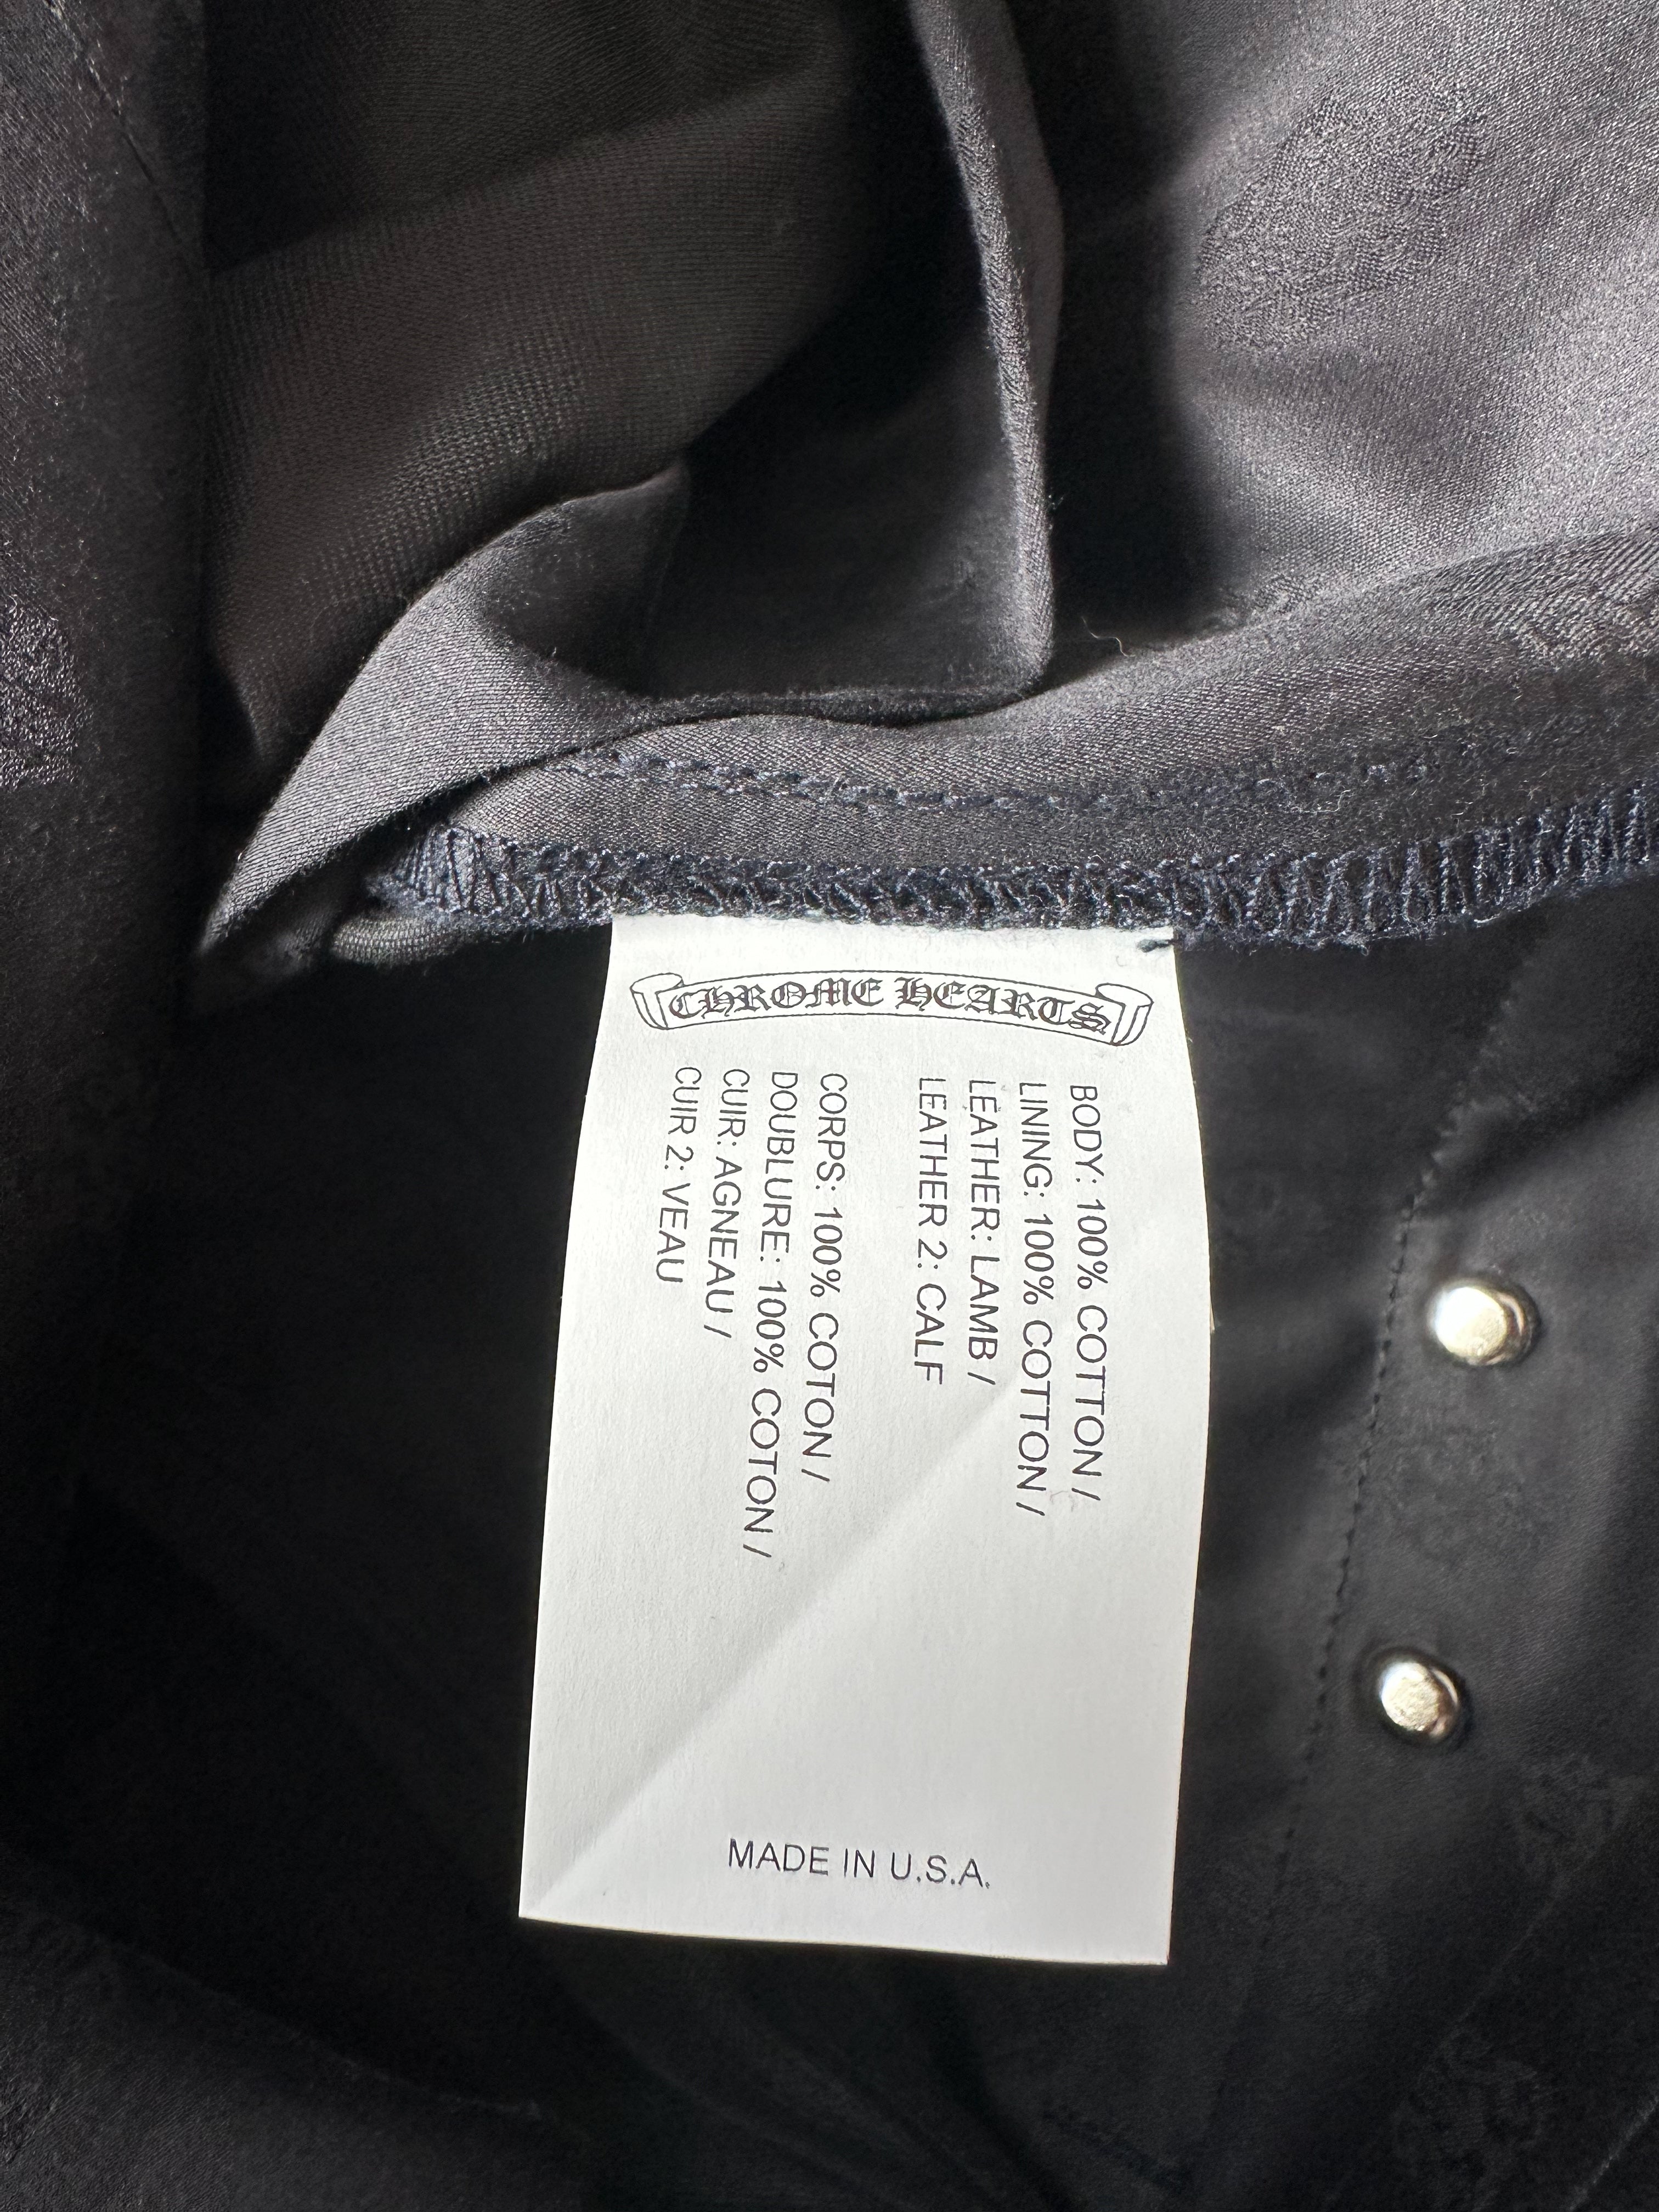 CHROME HEARTS
BODY: 100% COTTON /
LINING: 100% COTTON /
LEATHER: LAMB /
LEATHER 2: CALF
CORPS: 100% COTON /
DOUBLURE: 100% COTON /
CUIR: AGNEAU /
CUIR 2: VEAU
MADE IN U.S.A.